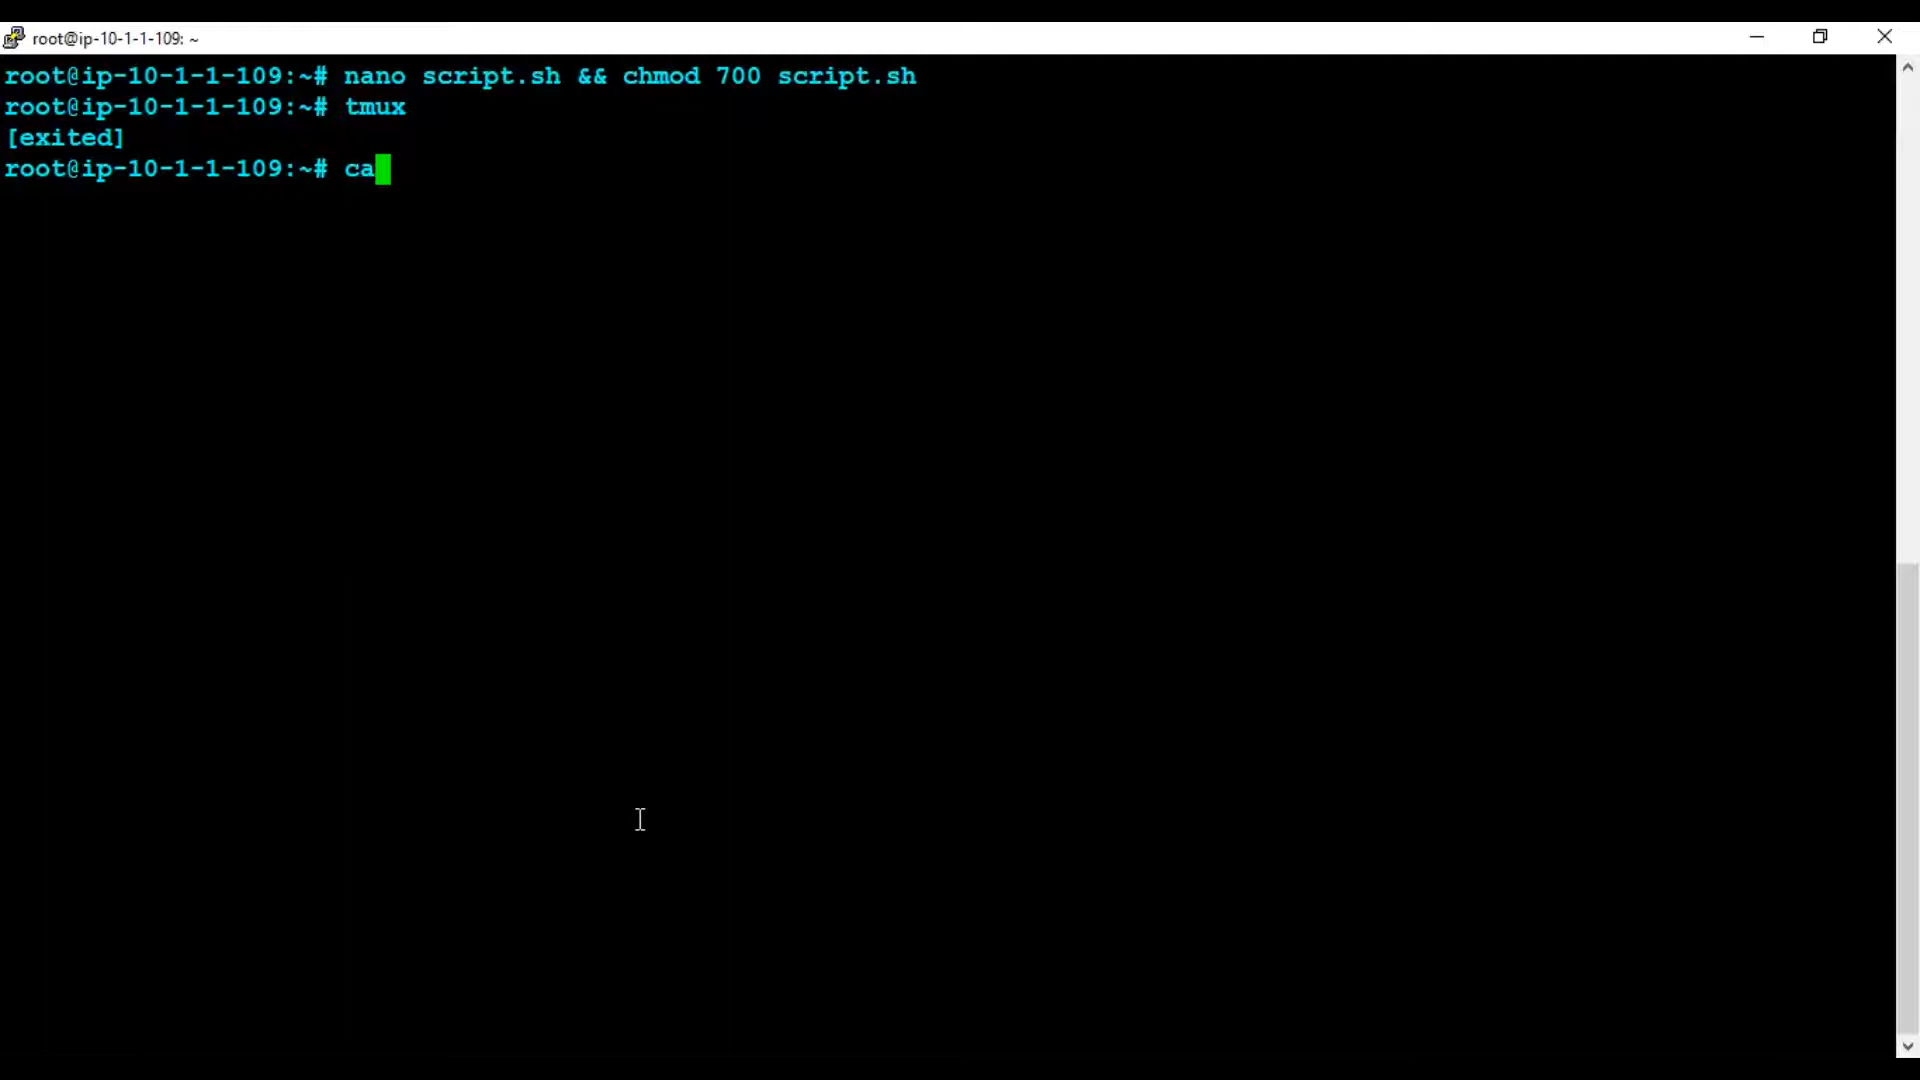 root@ip-10-1-1-109: ~
root@ip-10-1-1-109:~# nano script.sh && chmod 700 script.sh
root@ip-10-1-1-109:~# tmux
[exited]
root@ip-10-1-1-109:~# ca